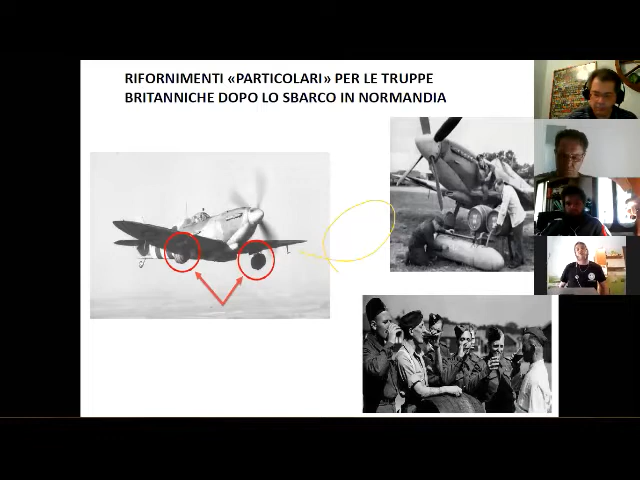 RIFORNIMENTI «PARTICOLARI» PER LE TRUPPE
BRITANNICHE DOPO LO SBARCO IN NORMANDIA